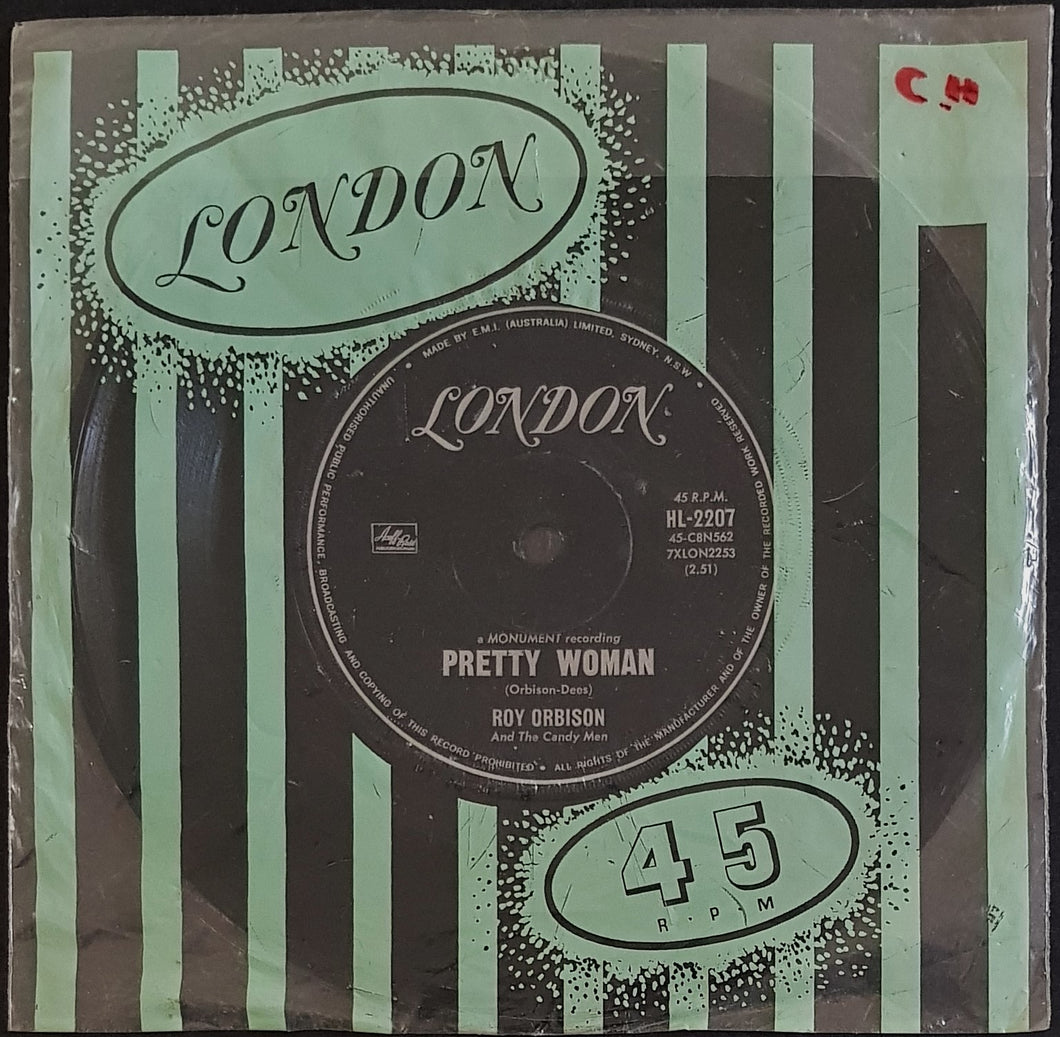 C H
LONDON
MADE BY E.M.I. (AUSTRALIA) LIMITED, SYDNEY, N.S.W.
UNAUTHORISED PUBLIC PERFORMANCE, BROADCASTING AND COPYING OF THIS RECORD PROHIBITED • ALL RIGHTS OF THE MANUFACTURER AND OF THE OWNER OF THE RECORDED WORK RESERVED
LONDON
45 R.P.M.
HL-2207
45-CBN562
7XLON2253
(2.51)
a MONUMENT recording
PRETTY WOMAN
(Orbison-Dees)
ROY ORBISON
And The Candy Men
45
R·P M